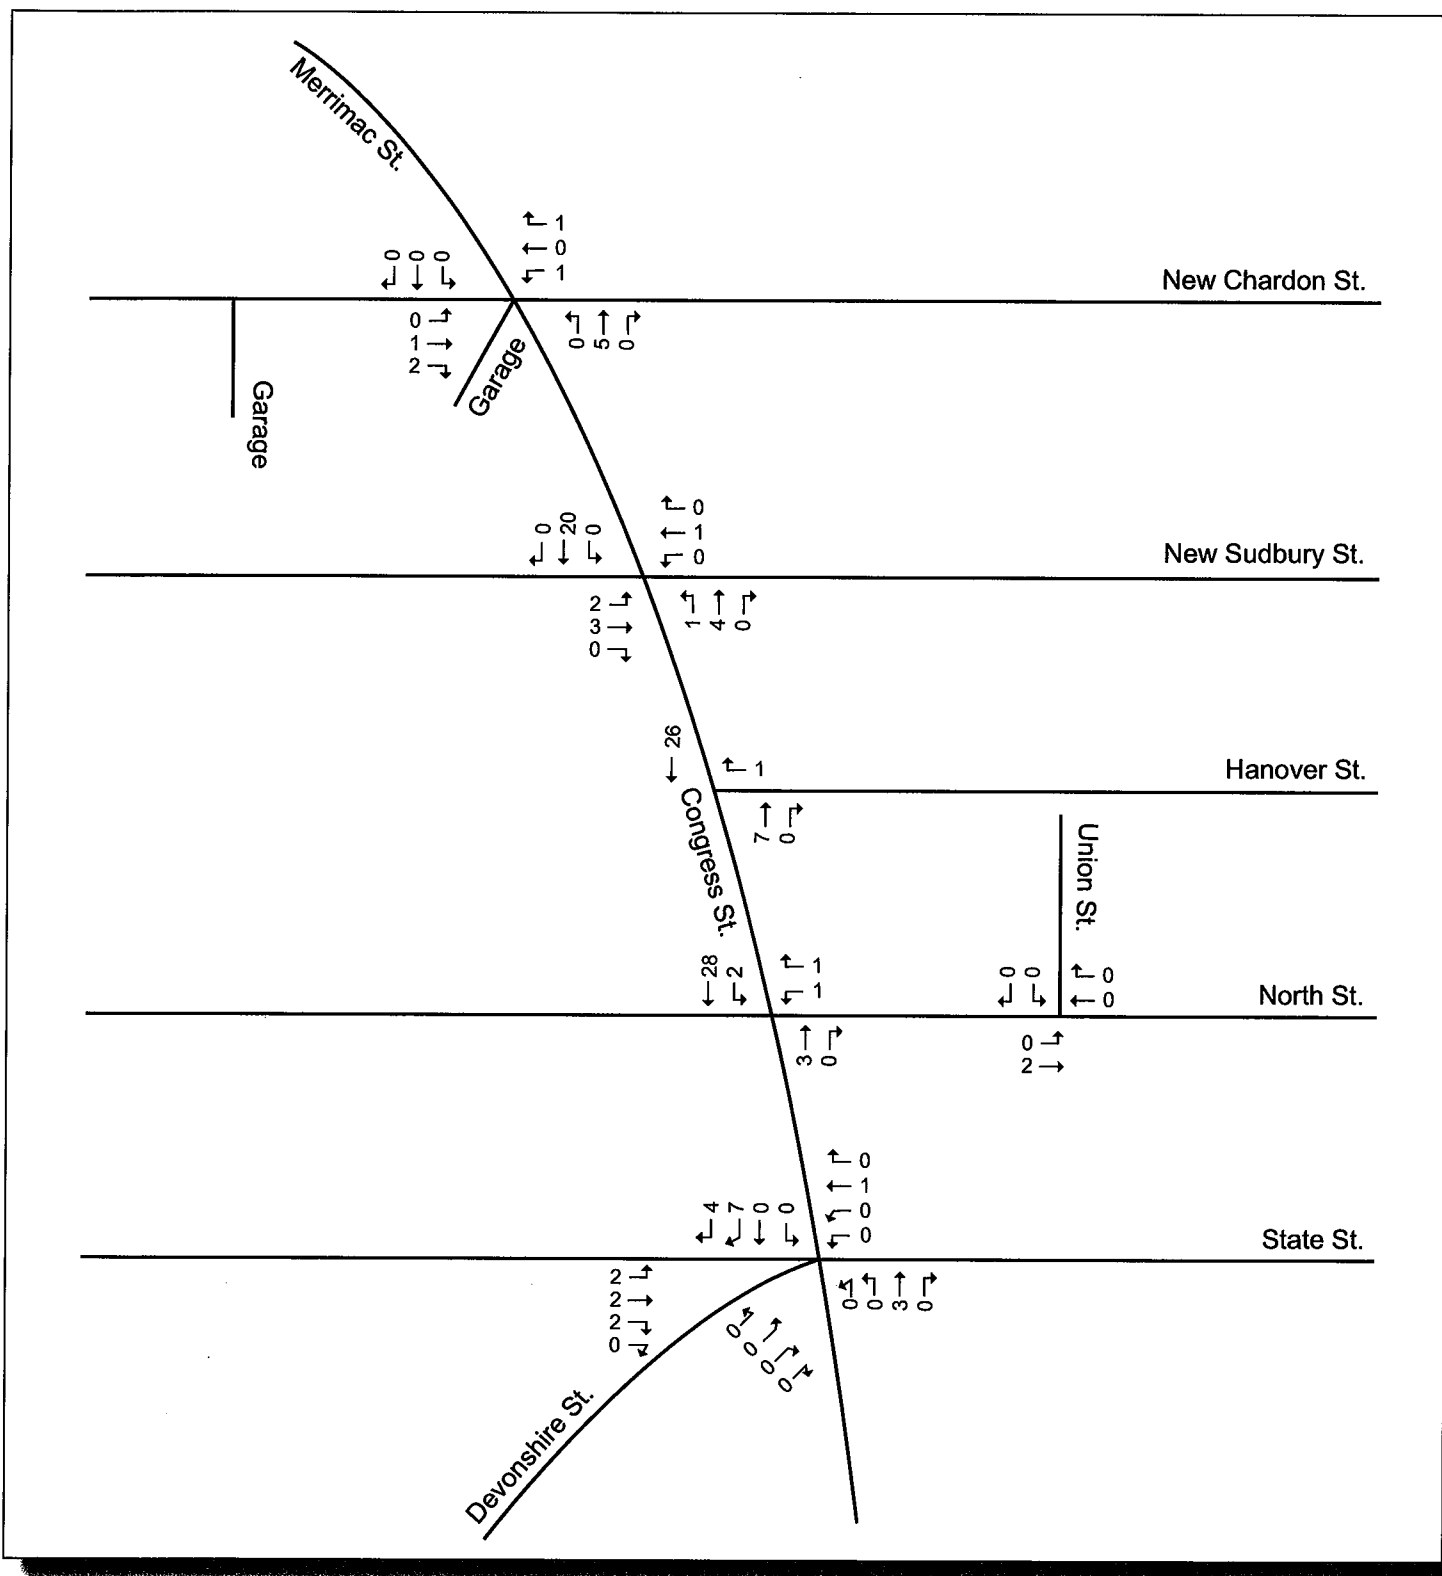 Merrimac St.
1
0
1
0 0 0
New Chardon St.
0
1
2
0 5 0
Garage
Garage
0
1
0
0 20 0
New Sudbury St.
2
3
0
1 4 0
26
1
Hanover St.
7 0
Congress St.
Union St.
28 2
1
1
0 0
0
0
North St.
3 0
0
2
0
1
0
0
4 7 0 0
State St.
2
2
2
0
0 0 3 0
0 0 0 0
Devonshire St.